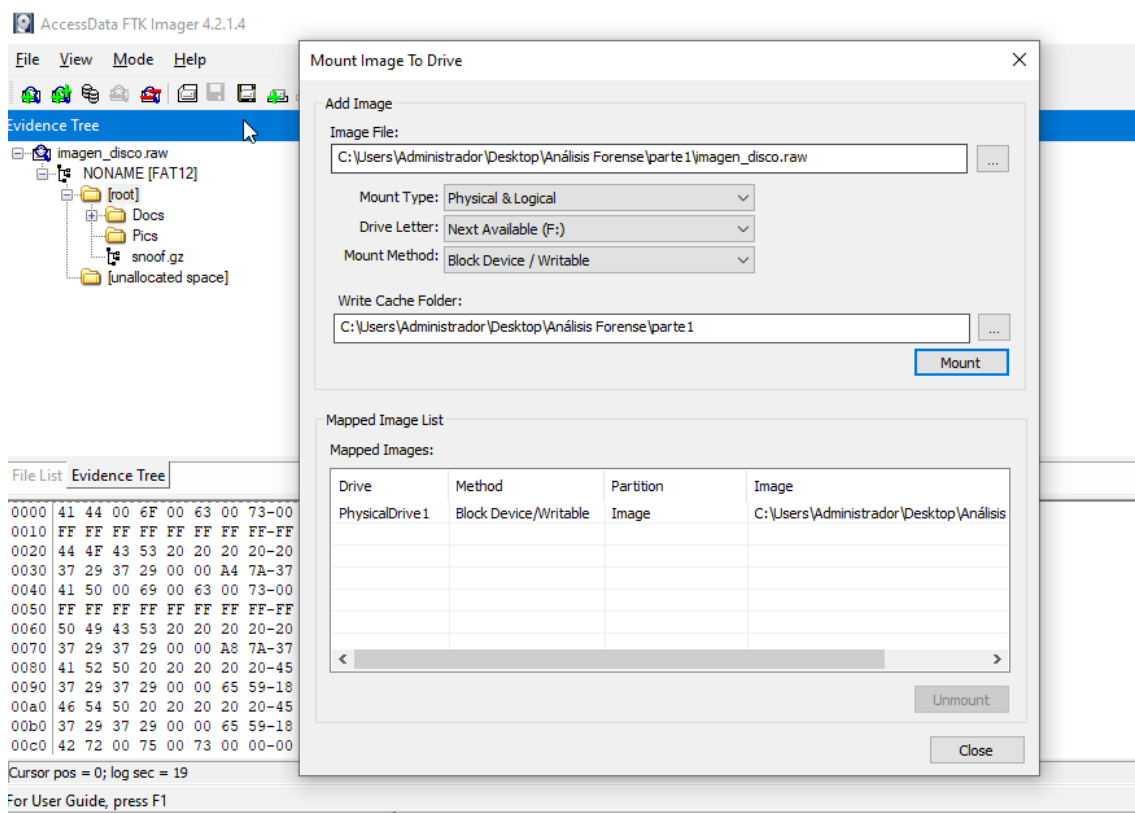 AccessData FTK Imager 4.2.1.4
File View Mode Help
Evidence Tree
imagen_disco.raw
NONAME [FAT12]
[root]
Docs
Pics
snoof.gz
[unallocated space]
File List Evidence Tree
0000 41 44 00 6F 00 63 00 73-00
0010 FF FF FF FF FF FF FF FF-FF
0020 44 4F 43 53 20 20 20 20-20
0030 37 29 37 29 00 00 A4 7A-37
0040 41 50 00 69 00 63 00 73-00
0050 FF FF FF FF FF FF FF FF-FF
0060 50 49 43 53 20 20 20 20-20
0070 37 29 37 29 00 00 A8 7A-37
0080 41 52 50 20 20 20 20 20-45
0090 37 29 37 29 00 00 65 59-18
00a0 46 54 50 20 20 20 20 20-45
00b0 37 29 37 29 00 00 65 59-18
00c0 42 72 00 75 00 73 00 00-00
Cursor pos = 0; log sec = 19
For User Guide, press F1
Mount Image To Drive
Add Image
Image File:
C:\Users\Administrador\Desktop\Análisis Forense\parte1\imagen_disco.raw
...
Mount Type: Physical & Logical
Drive Letter: Next Available (F:)
Mount Method: Block Device / Writable
Write Cache Folder:
C:\Users\Administrador\Desktop\Análisis Forense\parte1
...
Mount
Mapped Image List
Mapped Images:
Drive Method Partition Image
PhysicalDrive1 Block Device/Writable Image C:\Users\Administrador\Desktop\Análisis
Unmount
Close